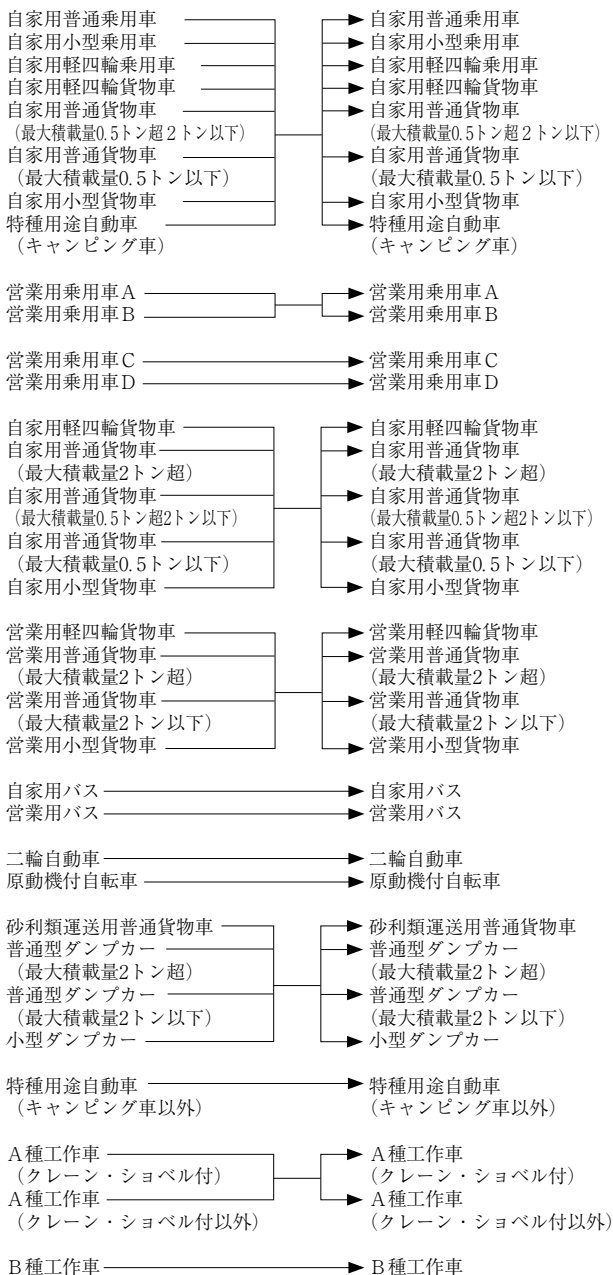 自家用普通乗用車 自家用普通乗用車
自家用小型乗用車 自家用小型乗用車
自家用軽四輪乗用車 自家用軽四輪乗用車
自家用軽四輪貨物車 自家用軽四輪貨物車
自家用普通貨物車 自家用普通貨物車
(最大積載量0.5トン超2トン以下) (最大積載量0.5トン超2トン以下)
自家用普通貨物車 自家用普通貨物車
(最大積載量0.5トン以下) (最大積載量0.5トン以下)
自家用小型貨物車 自家用小型貨物車
特種用途自動車 特種用途自動車
(キャンピング車) (キャンピング車)
営業用乗用車A 営業用乗用車A
営業用乗用車B 営業用乗用車B
営業用乗用車C 営業用乗用車C
営業用乗用車D 営業用乗用車D
自家用軽四輪貨物車 自家用軽四輪貨物車
自家用普通貨物車 自家用普通貨物車
(最大積載量2トン超) (最大積載量2トン超)
自家用普通貨物車 自家用普通貨物車
(最大積載量0.5トン超2トン以下) (最大積載量0.5トン超2トン以下)
自家用普通貨物車 自家用普通貨物車
(最大積載量0.5トン以下) (最大積載量0.5トン以下)
自家用小型貨物車 自家用小型貨物車
営業用軽四輪貨物車 営業用軽四輪貨物車
営業用普通貨物車 営業用普通貨物車
(最大積載量2トン超) (最大積載量2トン超)
営業用普通貨物車 営業用普通貨物車
(最大積載量2トン以下) (最大積載量2トン以下)
営業用小型貨物車 営業用小型貨物車
自家用バス 自家用バス
営業用バス 営業用バス
二輪自動車 二輪自動車
原動機付自転車 原動機付自転車
砂利類運送用普通貨物車 砂利類運送用普通貨物車
普通型ダンプカー 普通型ダンプカー
(最大積載量2トン超) (最大積載量2トン超)
普通型ダンプカー 普通型ダンプカー
(最大積載量2トン以下) (最大積載量2トン以下)
小型ダンプカー 小型ダンプカー
特種用途自動車 特種用途自動車
(キャンピング車以外) (キャンピング車以外)
A種工作車 A種工作車
(クレーン・ショベル付) (クレーン・ショベル付)
A種工作車 A種工作車
(クレーン・ショベル付以外) (クレーン・ショベル付以外)
B種工作車 B種工作車